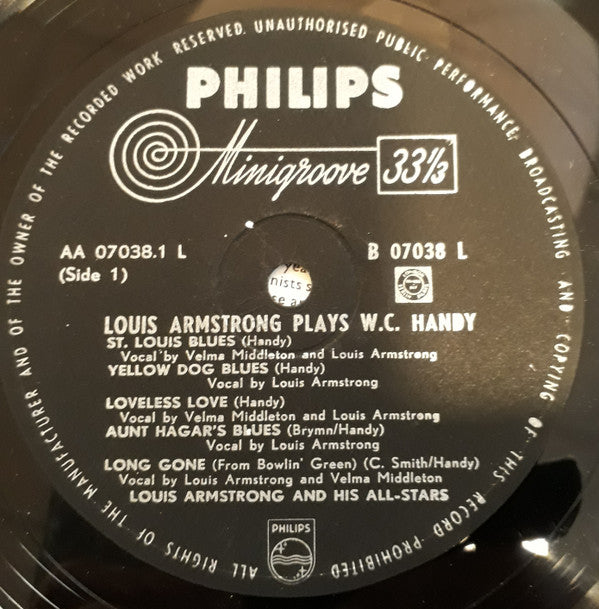 ALL RIGHTS OF THE MANUFACTURER AND OF THE OWNER OF THE RECORDED WORK RESERVED. UNAUTHORISED PUBLIC PERFORMANCE, BROADCASTING AND COPYING OF THIS RECORD PROHIBITED
PHILIPS
Minigroove 33⅓
AA 07038.1 L
B 07038 L
(Side 1)
LOUIS ARMSTRONG PLAYS W.C. HANDY
ST. LOUIS BLUES (Handy)
Vocal by Velma Middleton and Louis Armstrong
YELLOW DOG BLUES (Handy)
Vocal by Louis Armstrong
LOVELESS LOVE (Handy)
Vocal by Velma Middleton and Louis Armstrong
AUNT HAGAR'S BLUES (Brymn/Handy)
Vocal by Louis Armstrong
LONG GONE (From Bowlin' Green) (C. Smith/Handy)
Vocal by Louis Armstrong and Velma Middleton
LOUIS ARMSTRONG AND HIS ALL-STARS
PHILIPS